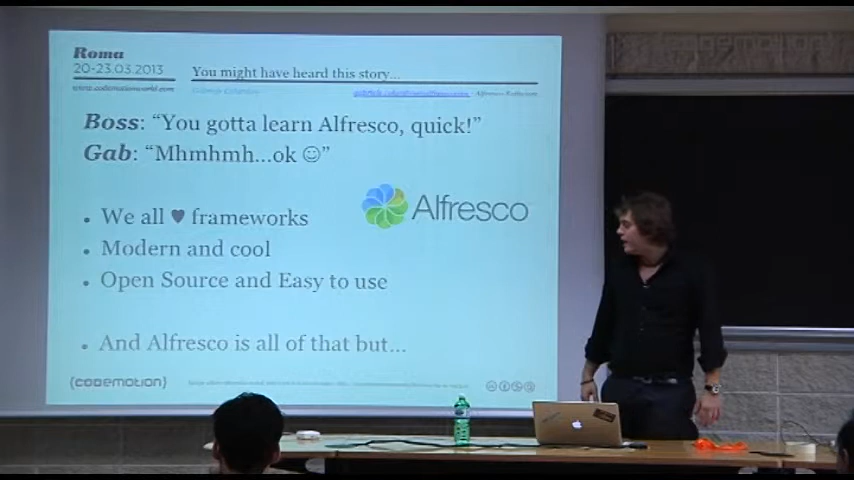 Roma
20-23.03.2013
www.codemotionworld.com
You might have heard this story...
Boss: “You gotta learn Alfresco, quick!”
Gab: “Mhmhmh...ok ☺”
Alfresco
• We all ♥ frameworks
• Modern and cool
• Open Source and Easy to use
• And Alfresco is all of that but...
{codemotion}